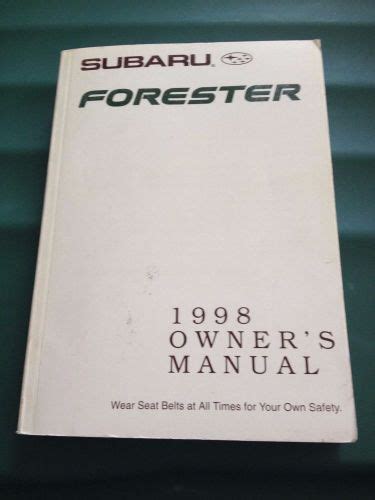 SUBARU®
FORESTER
1998
OWNER'S
MANUAL
Wear Seat Belts at All Times for Your Own Safety.